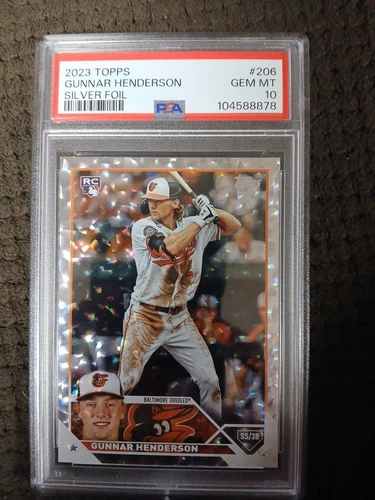 2023 TOPPS #206
GUNNAR HENDERSON GEM MT
SILVER FOIL 10
PSA 104588878
RC
BALTIMORE ORIOLES
SS/3B
GUNNAR HENDERSON